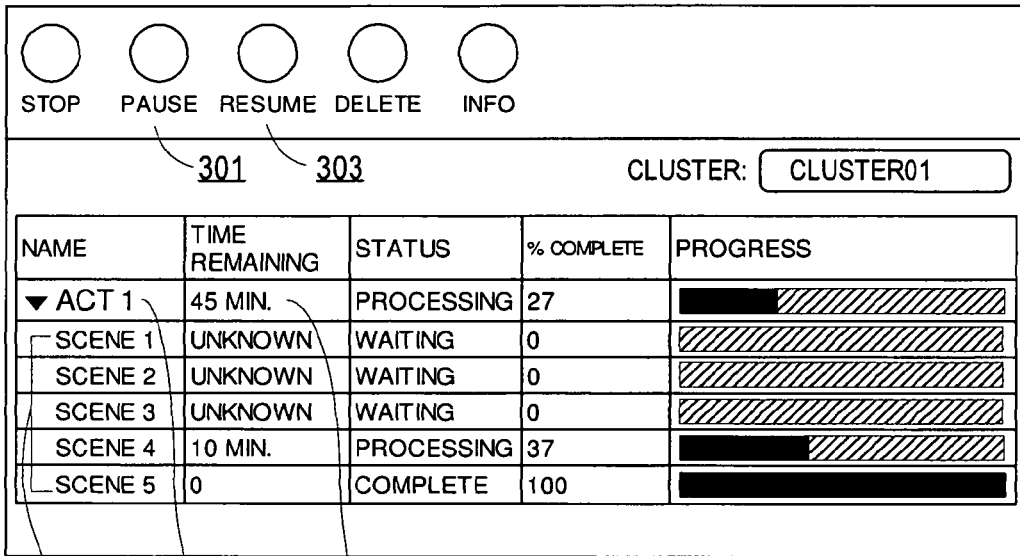 STOP PAUSE RESUME DELETE INFO
301 303
CLUSTER: CLUSTER01
NAME TIME REMAINING STATUS % COMPLETE PROGRESS
▼ ACT 1 45 MIN. PROCESSING 27
SCENE 1 UNKNOWN WAITING 0
SCENE 2 UNKNOWN WAITING 0
SCENE 3 UNKNOWN WAITING 0
SCENE 4 10 MIN. PROCESSING 37
SCENE 5 0 COMPLETE 100